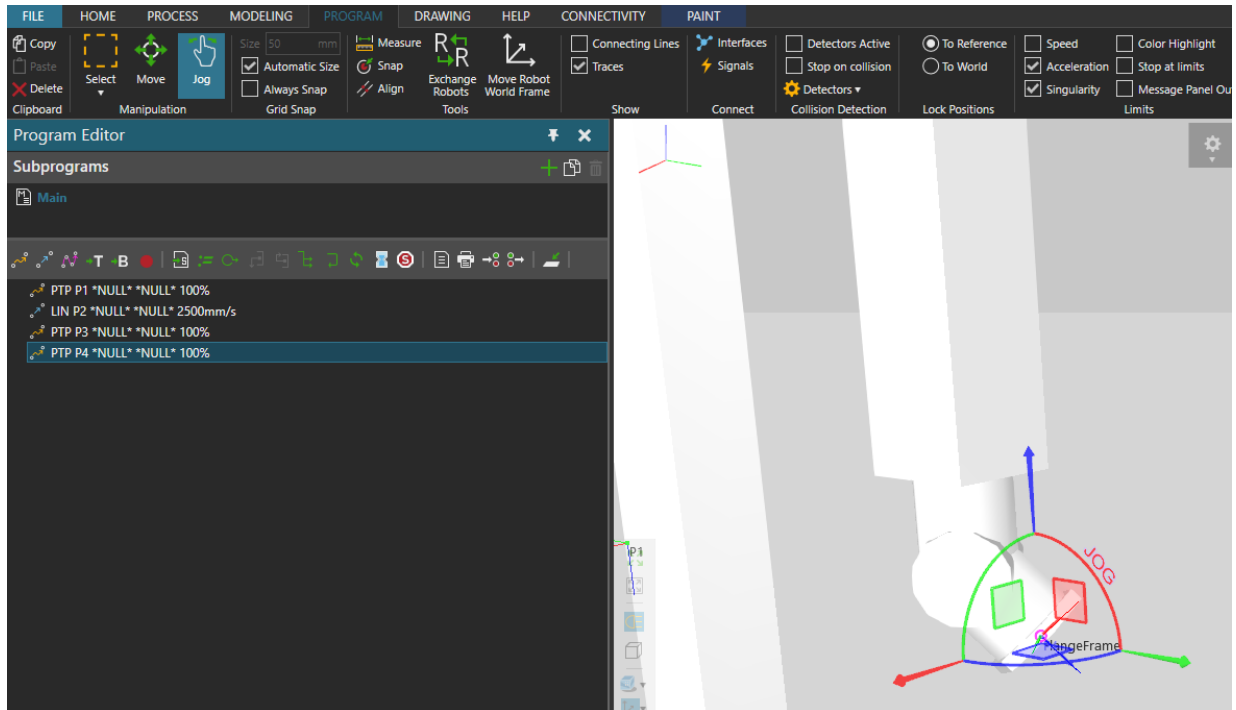 FILE HOME PROCESS MODELING PROGRAM DRAWING HELP CONNECTIVITY PAINT
Copy
Paste
Delete
Clipboard
Select
Move
Jog
Manipulation
Size 50 mm
Automatic Size
Always Snap
Grid Snap
Measure
Snap
Align
Exchange
Robots
Move Robot
World Frame
Tools
Connecting Lines
Traces
Show
Interfaces
Signals
Connect
Detectors Active
Stop on collision
Detectors
Collision Detection
To Reference
To World
Lock Positions
Speed
Acceleration
Singularity
Color Highlight
Stop at limits
Message Panel Ou
Limits
Program Editor
Subprograms
Main
PTP P1 *NULL* *NULL* 100%
LIN P2 *NULL* *NULL* 2500mm/s
PTP P3 *NULL* *NULL* 100%
PTP P4 *NULL* *NULL* 100%
P1
JOG
FlangeFrame